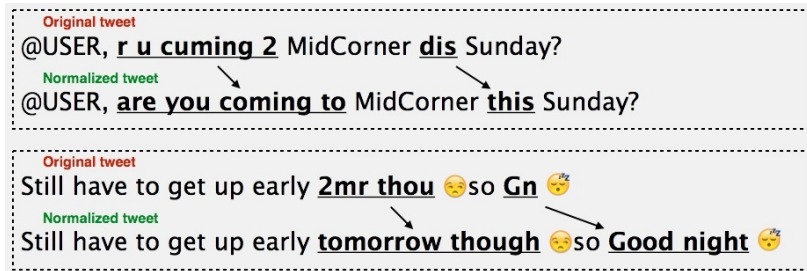 Original tweet
@USER, r u cuming 2 MidCorner dis Sunday?
Normalized tweet
@USER, are you coming to MidCorner this Sunday?
Original tweet
Still have to get up early 2mr thou 😒so Gn 😴
Normalized tweet
Still have to get up early tomorrow though 😒so Good night 😴